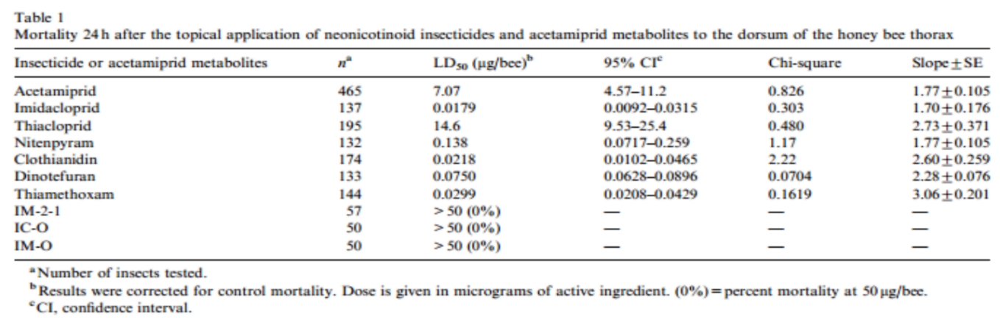 Table 1
Mortality 24 h after the topical application of neonicotinoid insecticides and acetamiprid metabolites to the dorsum of the honey bee thorax
Insecticide or acetamiprid metabolites nᵃ LD₅₀ (μg/bee)ᵇ 95% CIᶜ Chi-square Slope±SE
Acetamiprid 465 7.07 4.57–11.2 0.826 1.77±0.105
Imidacloprid 137 0.0179 0.0092–0.0315 0.303 1.70±0.176
Thiacloprid 195 14.6 9.53–25.4 0.480 2.73±0.371
Nitenpyram 132 0.138 0.0717–0.259 1.17 1.77±0.105
Clothianidin 174 0.0218 0.0102–0.0465 2.22 2.60±0.259
Dinotefuran 133 0.0750 0.0628–0.0896 0.0704 2.28±0.076
Thiamethoxam 144 0.0299 0.0208–0.0429 0.1619 3.06±0.201
IM-2-1 57 >50 (0%) — — —
IC-O 50 >50 (0%) — — —
IM-O 50 >50 (0%) — — —
ᵃNumber of insects tested.
ᵇResults were corrected for control mortality. Dose is given in micrograms of active ingredient. (0%)=percent mortality at 50 μg/bee.
ᶜCI, confidence interval.